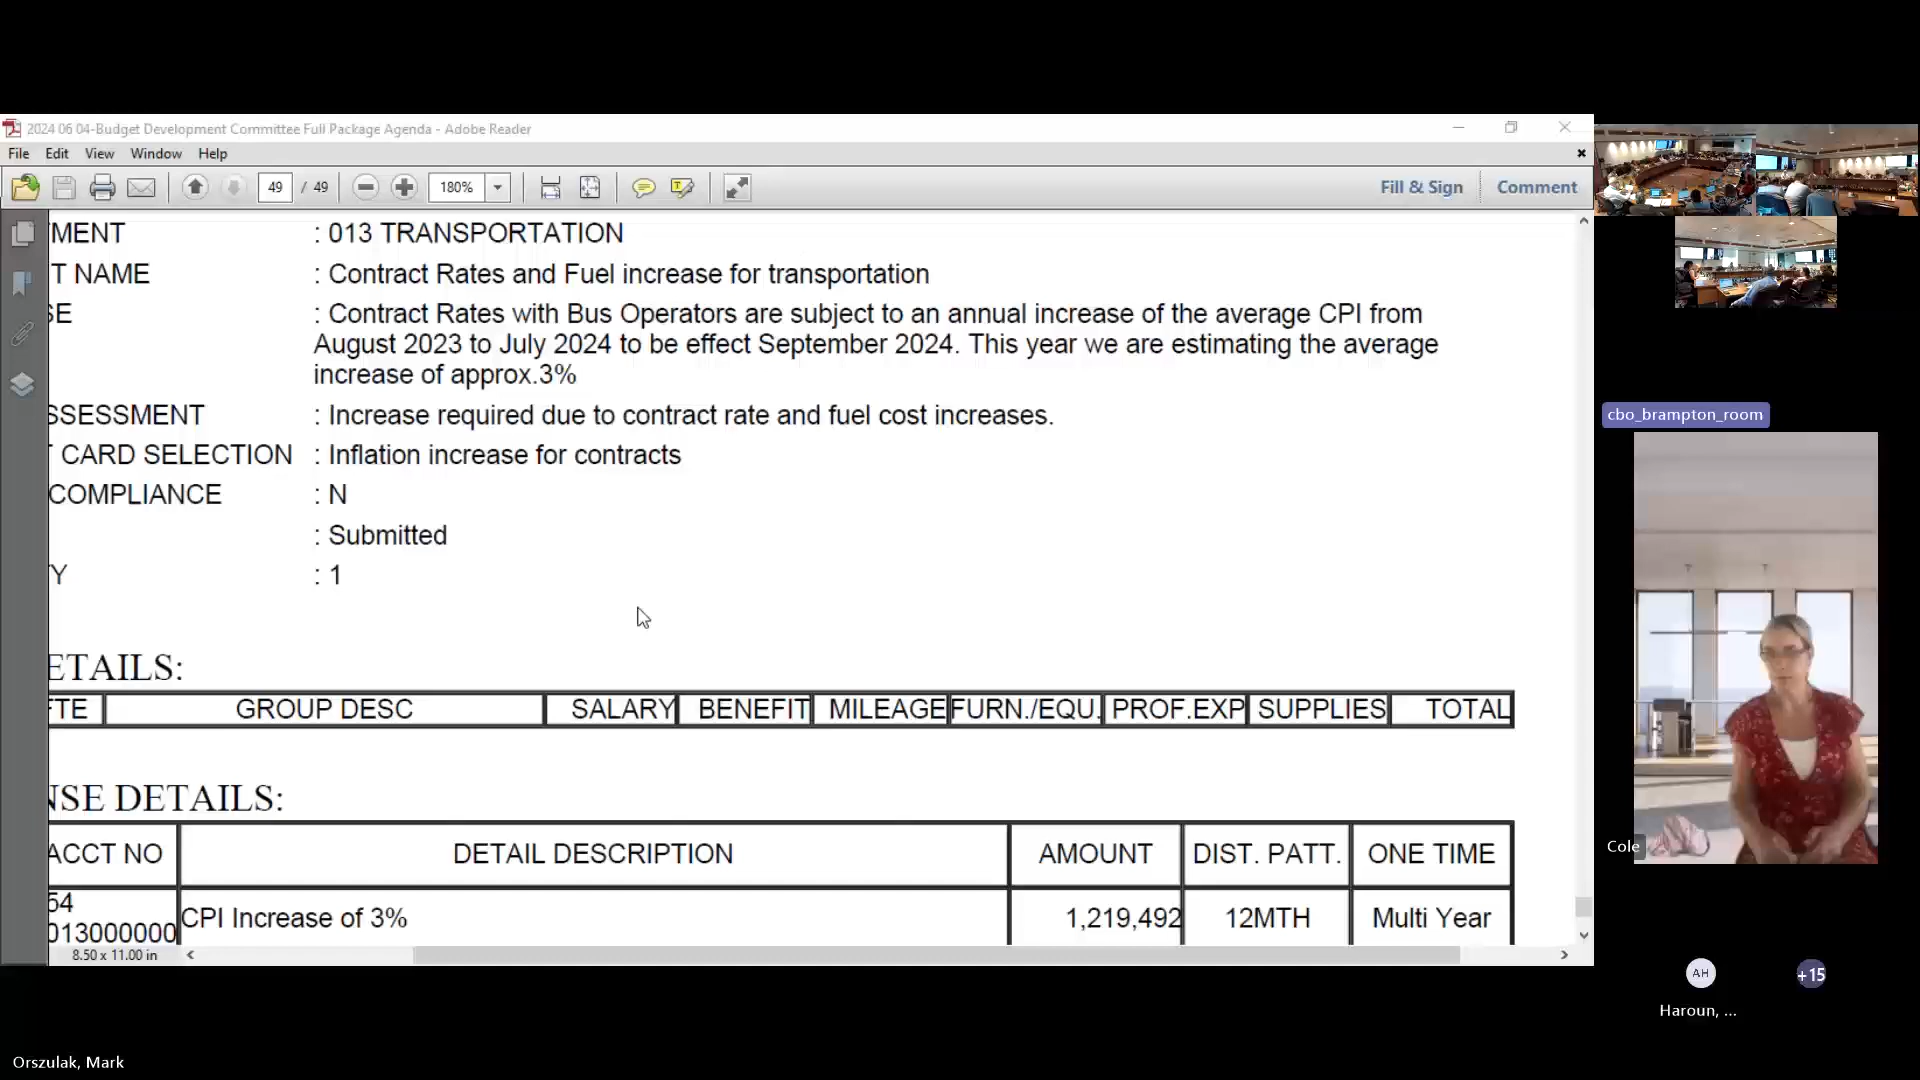 2024 06 04-Budget Development Committee Full Package Agenda - Adobe Reader
File Edit View Window Help
49 / 49 180% Fill & Sign Comment
MENT : 013 TRANSPORTATION
T NAME : Contract Rates and Fuel increase for transportation
SE : Contract Rates with Bus Operators are subject to an annual increase of the average CPI from
August 2023 to July 2024 to be effect September 2024. This year we are estimating the average
increase of approx.3%
SSESSMENT : Increase required due to contract rate and fuel cost increases.
T CARD SELECTION : Inflation increase for contracts
COMPLIANCE : N
: Submitted
Y : 1
ETAILS:
FTE GROUP DESC SALARY BENEFIT MILEAGE FURN./EQU. PROF.EXP SUPPLIES TOTAL
NSE DETAILS:
ACCT NO DETAIL DESCRIPTION AMOUNT DIST. PATT. ONE TIME
54
013000000 CPI Increase of 3% 1,219,492 12MTH Multi Year
8.50 x 11.00 in
cbo_brampton_room
Cole
AH
+15
Haroun, ...
Orszulak, Mark